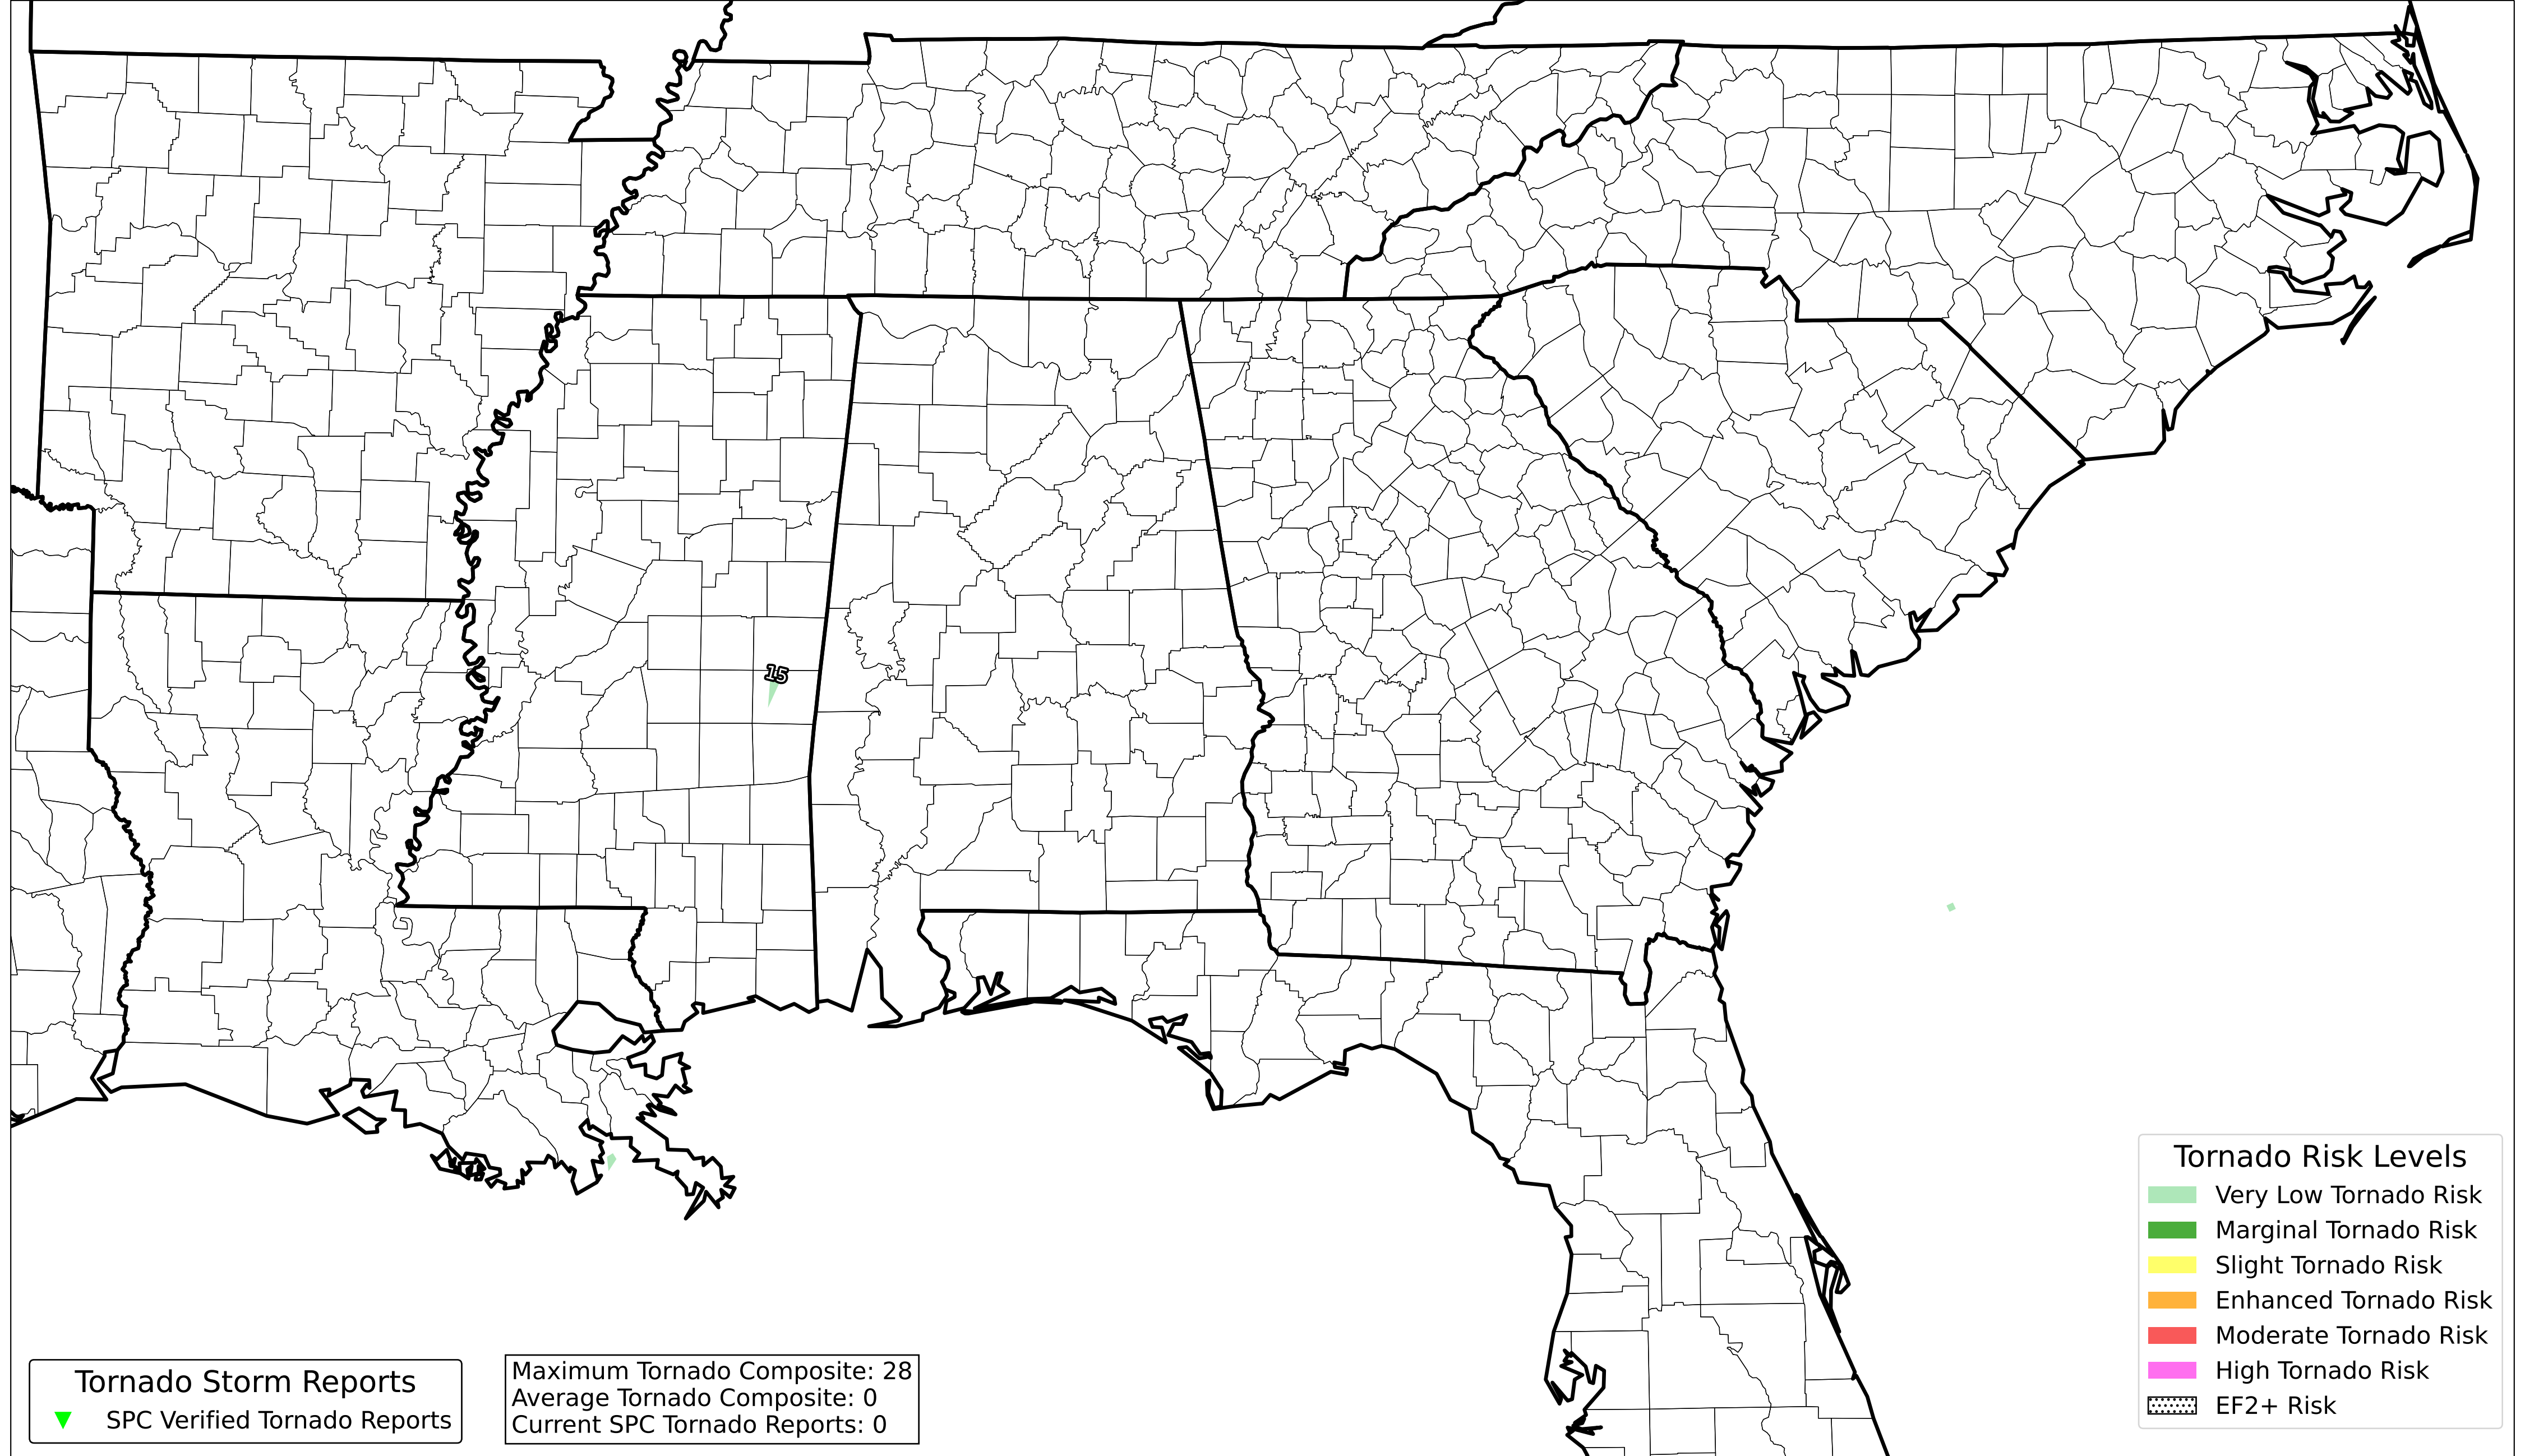 15
Tornado Risk Levels
Very Low Tornado Risk
Marginal Tornado Risk
Slight Tornado Risk
Enhanced Tornado Risk
Moderate Tornado Risk
High Tornado Risk
EF2+ Risk
Tornado Storm Reports
SPC Verified Tornado Reports
Maximum Tornado Composite: 28
Average Tornado Composite: 0
Current SPC Tornado Reports: 0